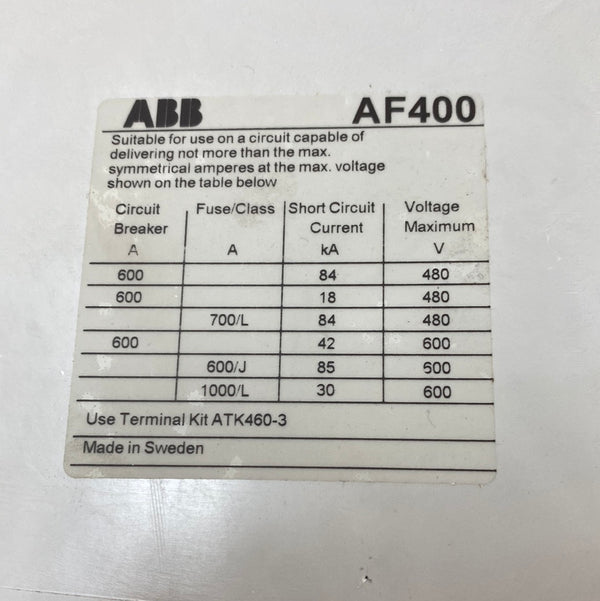 ABB AF400
Suitable for use on a circuit capable of
delivering not more than the max.
symmetrical amperes at the max. voltage
shown on the table below
Circuit Fuse/Class Short Circuit Voltage
Breaker Current Maximum
A A kA V
600 84 480
600 18 480
700/L 84 480
600 42 600
600/J 85 600
1000/L 30 600
Use Terminal Kit ATK460-3
Made in Sweden